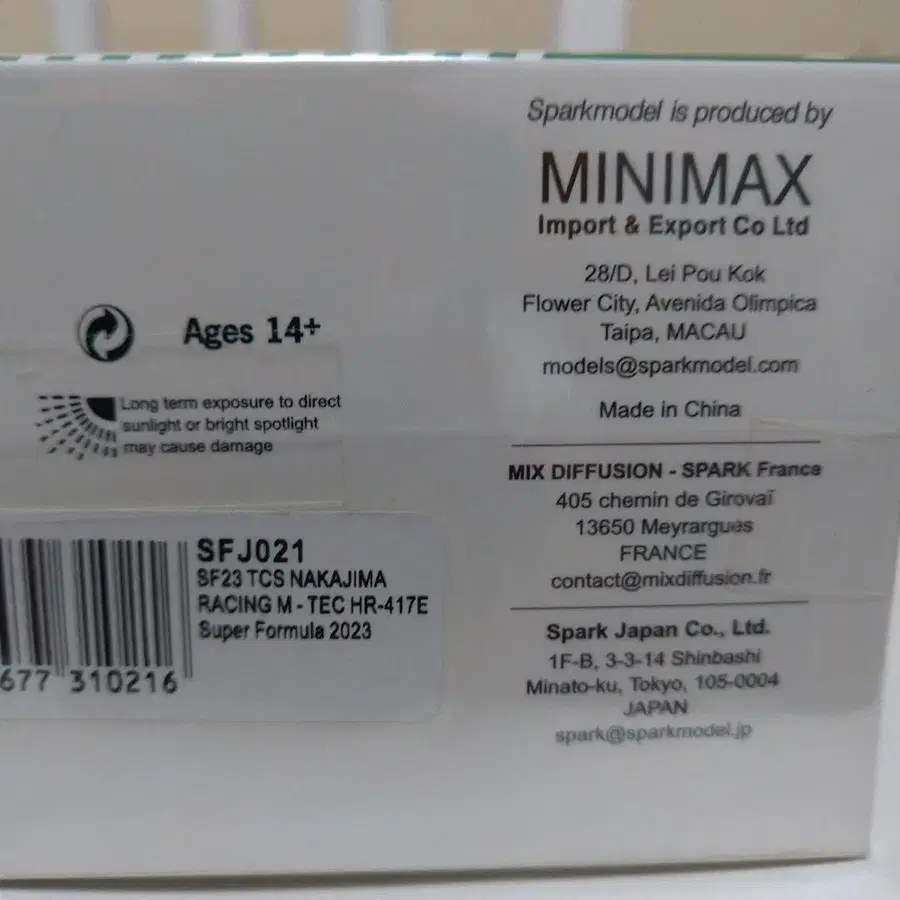 Sparkmodel is produced by
MINIMAX
Import & Export Co Ltd
28/D, Lei Pou Kok
Flower City, Avenida Olimpica
Taipa, MACAU
models@sparkmodel.com
Made in China
MIX DIFFUSION - SPARK France
405 chemin de Girovaï
13650 Meyrargues
FRANCE
contact@mixdiffusion.fr
Spark Japan Co., Ltd.
1F-B, 3-3-14 Shinbashi
Minato-ku, Tokyo, 105-0004
JAPAN
spark@sparkmodel.jp
Ages 14+
Long term exposure to direct
sunlight or bright spotlight
may cause damage
SFJ021
SF23 TCS NAKAJIMA
RACING M - TEC HR-417E
Super Formula 2023
677 310216